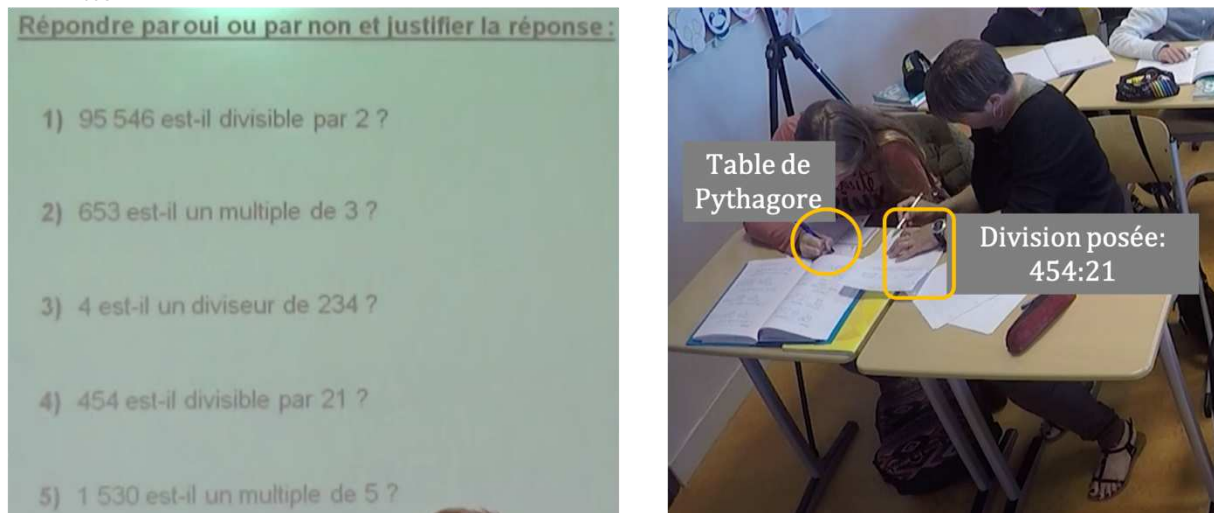 Répondre par oui ou par non et justifier la réponse :
1) 95 546 est-il divisible par 2 ?
2) 653 est-il un multiple de 3 ?
3) 4 est-il un diviseur de 234 ?
4) 454 est-il divisible par 21 ?
5) 1 530 est-il un multiple de 5 ?
Table de
Pythagore
Division posée:
454:21